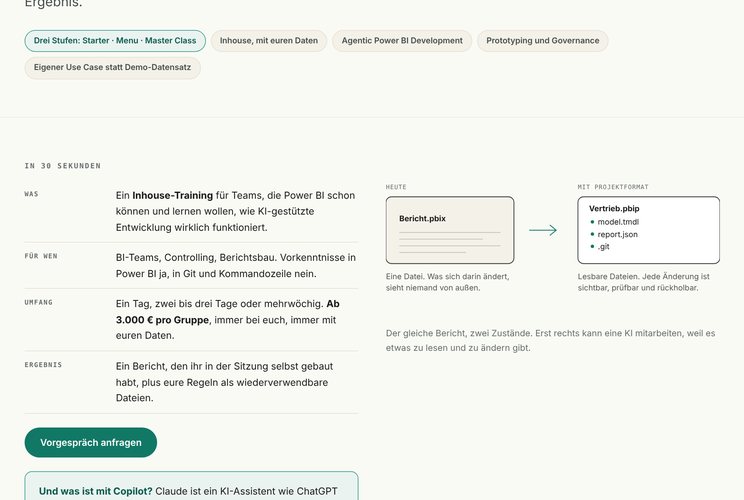 Ergebnis.
Drei Stufen: Starter · Menu · Master Class
Inhouse, mit euren Daten
Agentic Power BI Development
Prototyping und Governance
Eigener Use Case statt Demo-Datensatz
IN 30 SEKUNDEN
WAS
Ein Inhouse-Training für Teams, die Power BI schon
können und lernen wollen, wie KI-gestützte
Entwicklung wirklich funktioniert.
FÜR WEN
BI-Teams, Controlling, Berichtsbau. Vorkenntnisse in
Power BI ja, in Git und Kommandozeile nein.
UMFANG
Ein Tag, zwei bis drei Tage oder mehrwöchig. Ab
3.000 € pro Gruppe, immer bei euch, immer mit
euren Daten.
ERGEBNIS
Ein Bericht, den ihr in der Sitzung selbst gebaut
habt, plus eure Regeln als wiederverwendbare
Dateien.
Vorgespräch anfragen
Und was ist mit Copilot? Claude ist ein KI-Assistent wie ChatGPT
HEUTE
Bericht.pbix
Eine Datei. Was sich darin ändert,
sieht niemand von außen.
MIT PROJEKTFORMAT
Vertrieb.pbip
model.tmdl
report.json
.git
Lesbare Dateien. Jede Änderung ist
sichtbar, prüfbar und rückholbar.
Der gleiche Bericht, zwei Zustände. Erst rechts kann eine KI mitarbeiten, weil es
etwas zu lesen und zu ändern gibt.